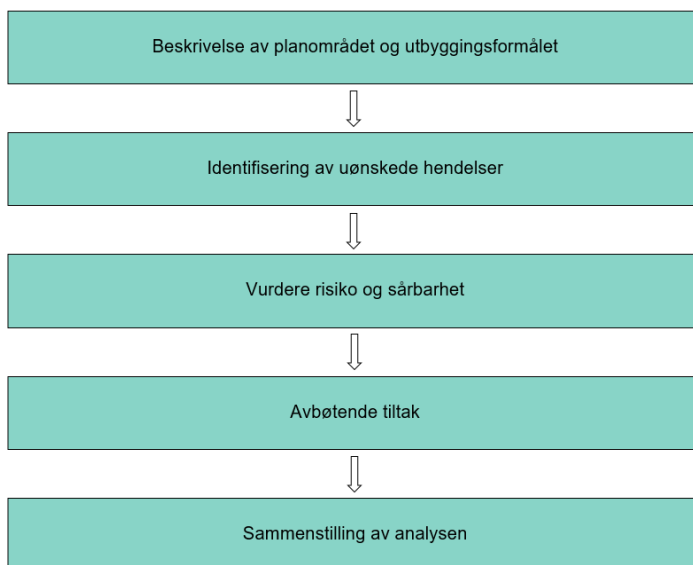 Beskrivelse av planområdet og utbyggingsformålet
Identifisering av uønskede hendelser
Vurdere risiko og sårbarhet
Avbøtende tiltak
Sammenstilling av analysen